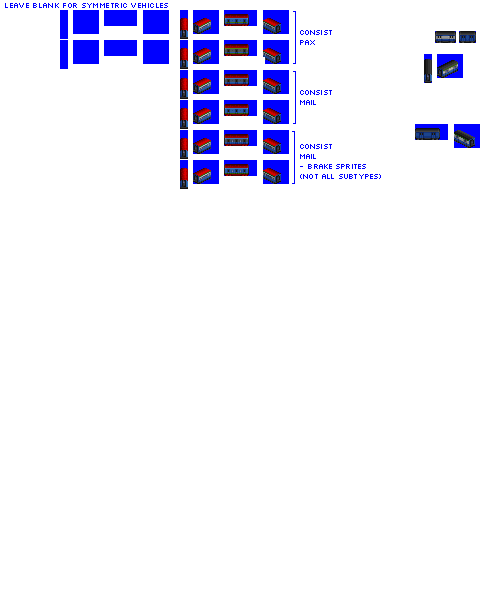 LEAVE BLANK FOR SYMMETRIC VEHICLES
CONSIST
PAX
CONSIST
MAIL
CONSIST
MAIL
- BRAKE SPRITES
(NOT ALL SUBTYPES)